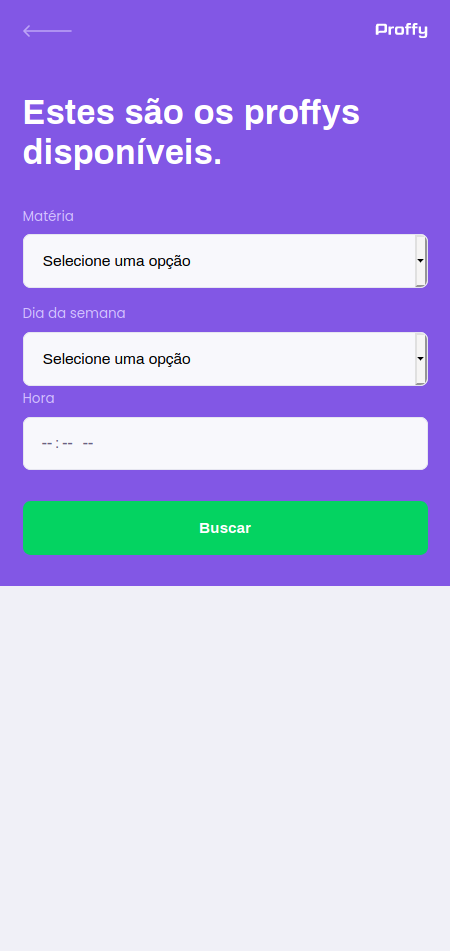 Proffy
Estes são os proffys
disponíveis.
Matéria
Selecione uma opção
Dia da semana
Selecione uma opção
Hora
-- : -- --
Buscar